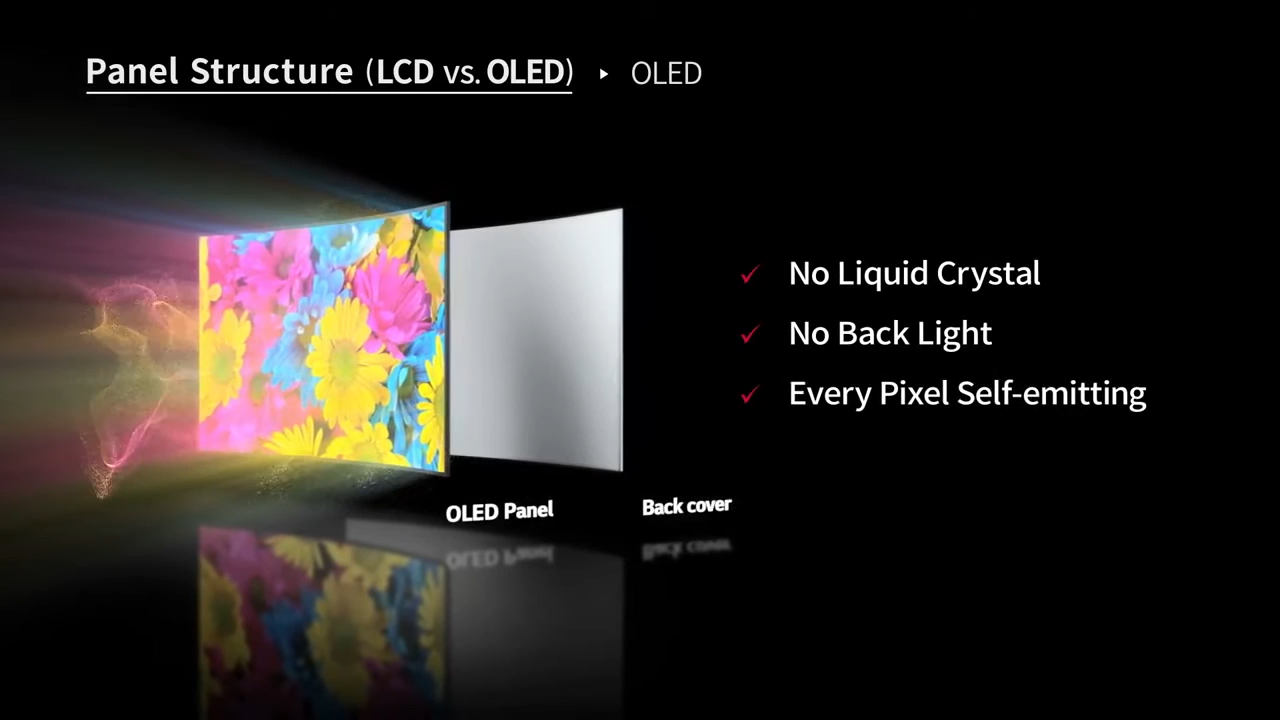 Panel Structure (LCD vs. OLED) ▸ OLED
No Liquid Crystal
No Back Light
Every Pixel Self-emitting
OLED Panel
Back cover